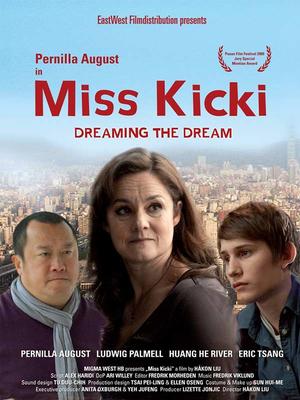 EastWest Filmdistribution presents
Pernilla August
in
Pusan Film Festival 2009
Jury Special
Mention Award
Miss Kicki
DREAMING THE DREAM
PERNILLA AUGUST LUDWIG PALMELL HUANG HE RIVER ERIC TSANG
MIGMA WEST HB presents „Miss Kicki" a film by HÅKON LIU
Script ALEX HARIDI DoP ARI WILLEY Editor FREDRIK MORHEDEN Music FREDRIK VIKLUND
Sound design TU DUU-CHIH Production design TSAI PEI-LING & ELLEN OSENG Costume & Make up GUN HUI-ME
Executive producer ANITA OXBURGH & YEH JUFENG Producer LIZETTE JONJIC Director HÅKON LIU